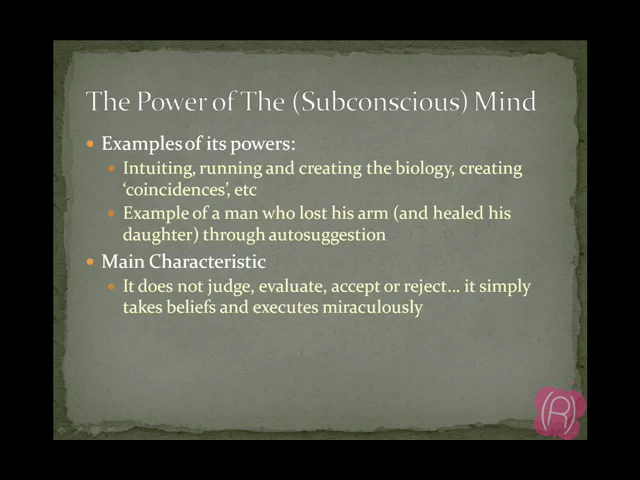 The Power of The (Subconscious) Mind
Examples of its powers:
Intuiting, running and creating the biology, creating
‘coincidences’, etc
Example of a man who lost his arm (and healed his
daughter) through autosuggestion
Main Characteristic
It does not judge, evaluate, accept or reject... it simply
takes beliefs and executes miraculously
(R)